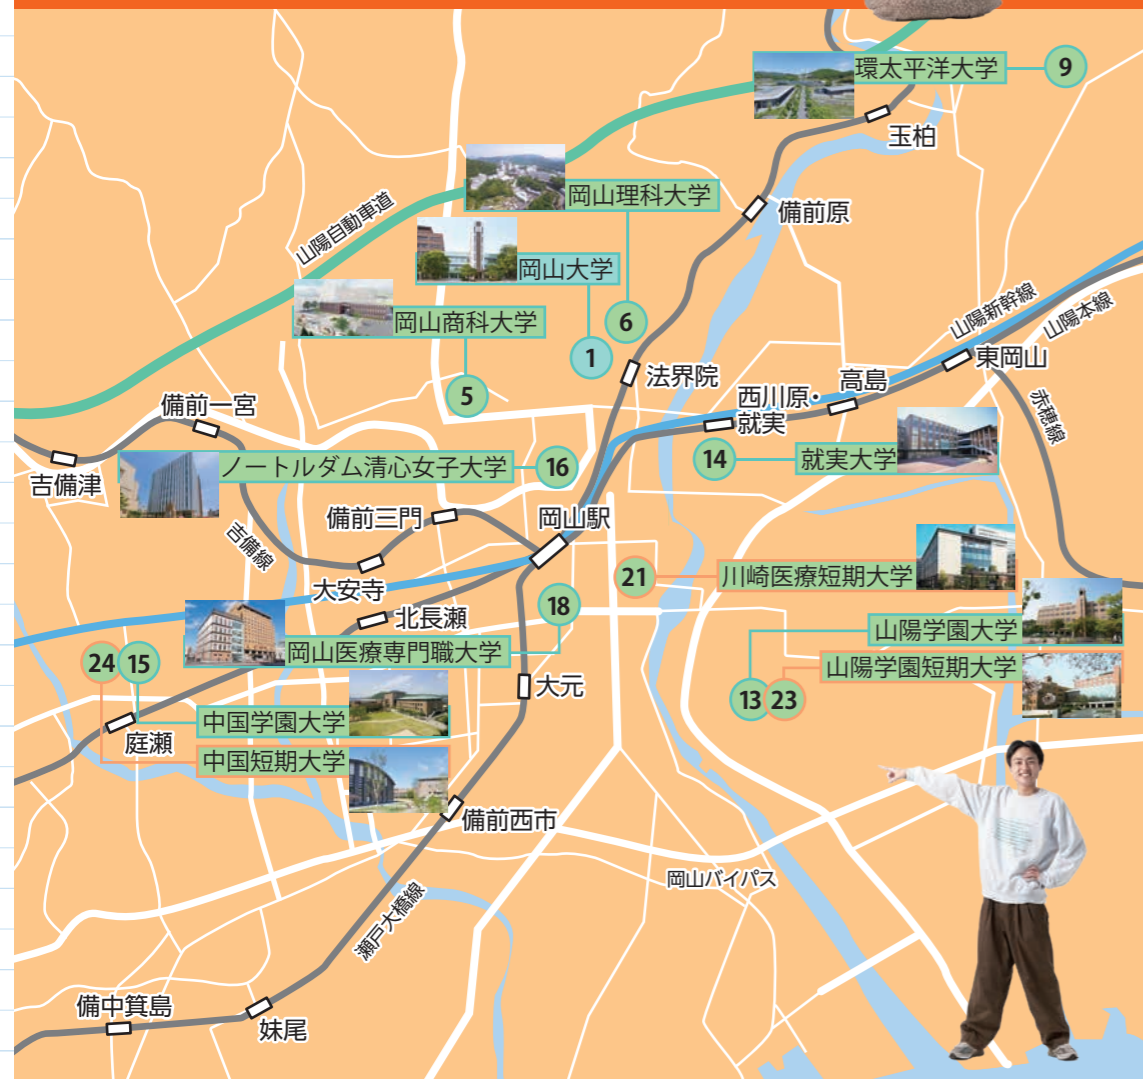 環太平洋大学
9
玉柏
岡山理科大学
備前原
山陽自動車道
岡山大学
岡山商科大学
6
1
5
法界院
山陽新幹線
山陽本線
東岡山
高島
西川原・
就実
赤穂線
備前一宮
吉備津
ノートルダム清心女子大学
16
14
就実大学
備前三門
岡山駅
吉備線
大安寺
21
川崎医療短期大学
18
北長瀬
岡山医療専門職大学
山陽学園大学
山陽学園短期大学
13
23
24
15
大元
中国学園大学
庭瀬
中国短期大学
備前西市
岡山バイパス
瀬戸大橋線
備中箕島
妹尾